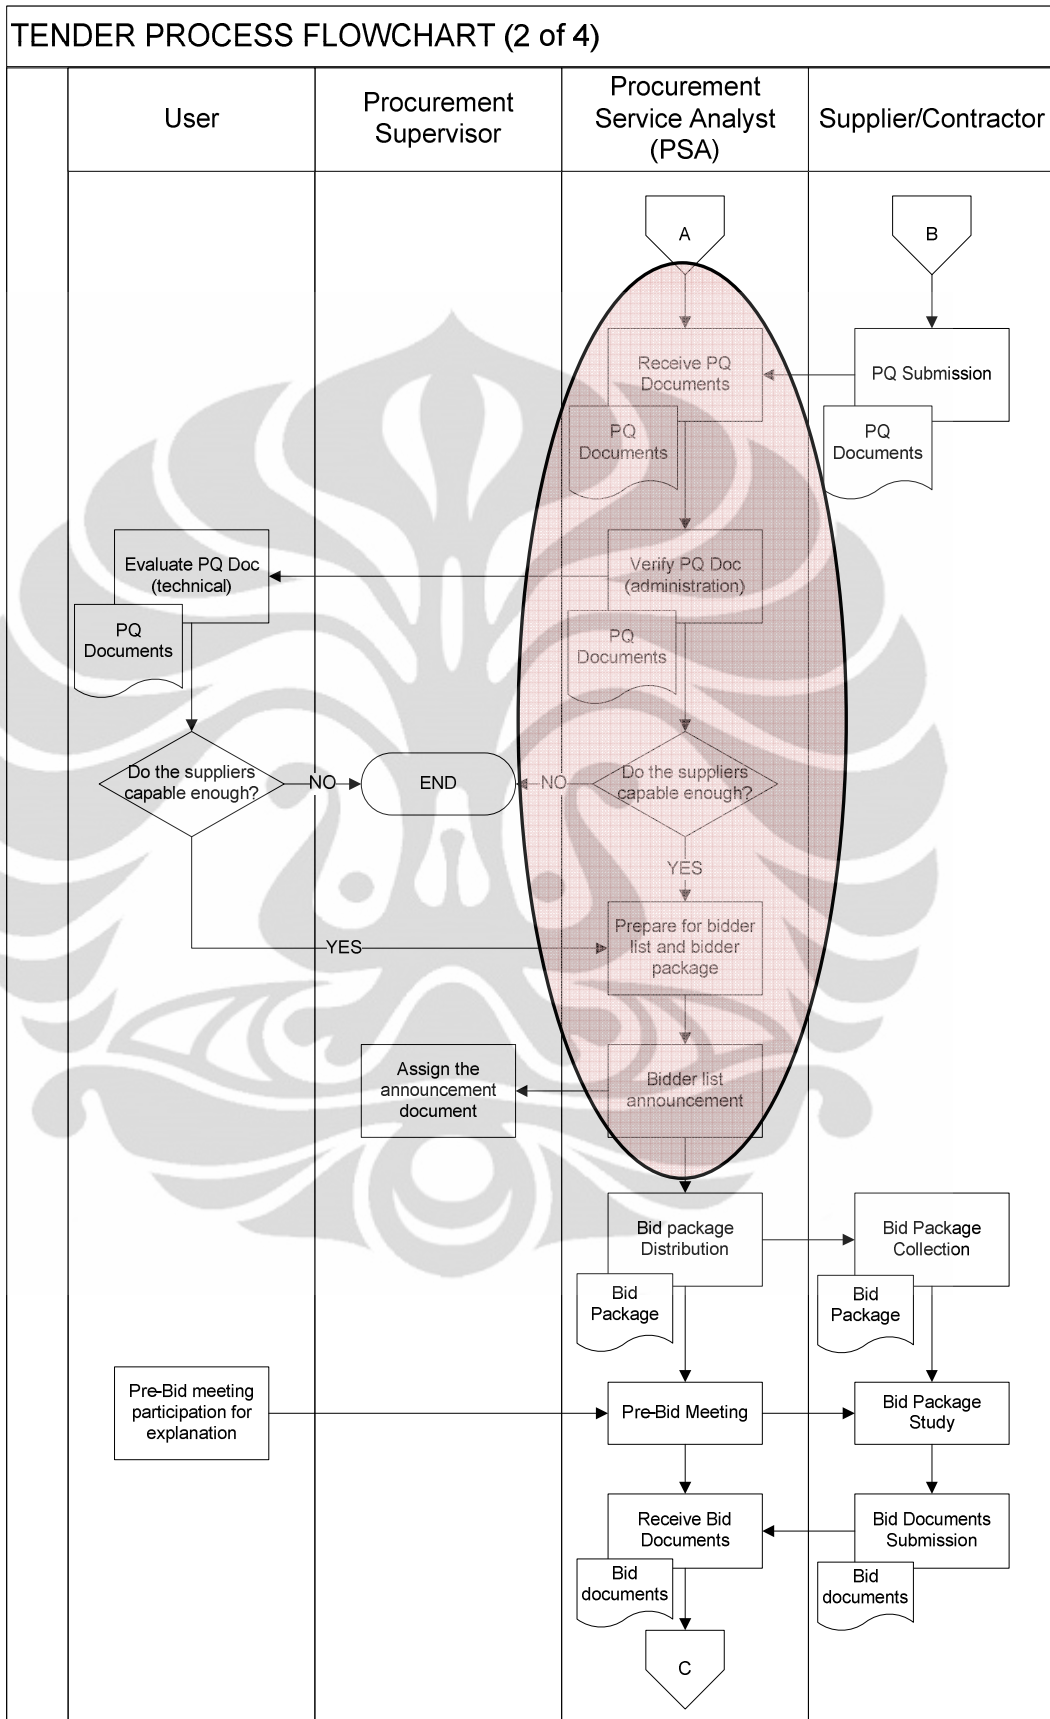 TENDER PROCESS FLOWCHART (2 of 4)
User
Procurement
Supervisor
Procurement
Service Analyst
(PSA)
Supplier/Contractor
A
B
Receive PQ
Documents
PQ Submission
PQ
Documents
PQ
Documents
Evaluate PQ Doc
(technical)
Verify PQ Doc
(administration)
PQ
Documents
PQ
Documents
Do the suppliers
capable enough?
NO
END
NO
Do the suppliers
capable enough?
YES
Prepare for bidder
list and bidder
package
YES
Assign the
announcement
document
Bidder list
announcement
Bid package
Distribution
Bid Package
Collection
Bid
Package
Bid
Package
Pre-Bid meeting
participation for
explanation
Pre-Bid Meeting
Bid Package
Study
Receive Bid
Documents
Bid Documents
Submission
Bid
documents
Bid
documents
C